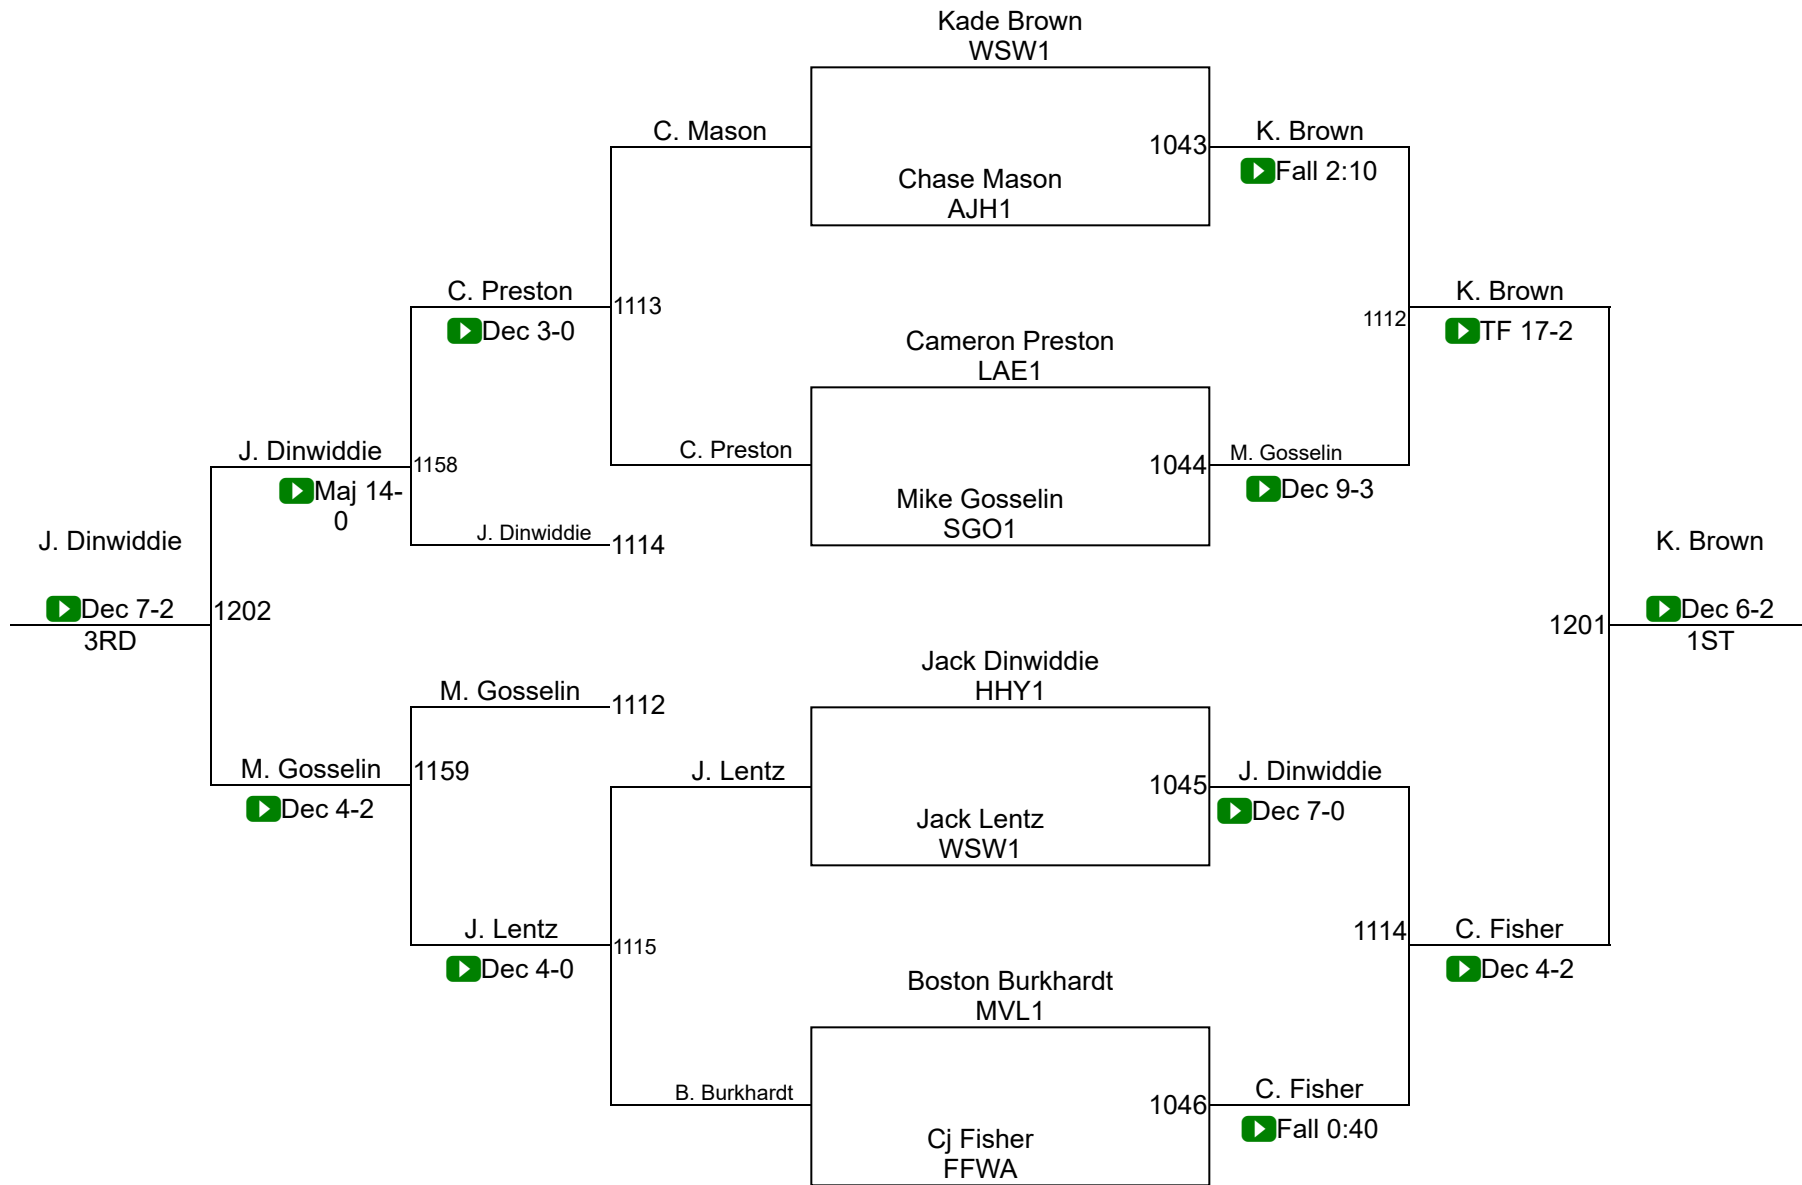 Kade Brown
WSW1
C. Mason
1043
K. Brown
Fall 2:10
Chase Mason
AJH1
C. Preston
Dec 3-0
1113
1112
K. Brown
TF 17-2
Cameron Preston
LAE1
J. Dinwiddie
Maj 14-
0
1158
C. Preston
1044
M. Gosselin
Dec 9-3
Mike Gosselin
SGO1
J. Dinwiddie
1114
J. Dinwiddie
Dec 7-2
3RD
1202
K. Brown
1201
Dec 6-2
1ST
Jack Dinwiddie
HHY1
M. Gosselin
1112
M. Gosselin
Dec 4-2
1159
J. Lentz
1045
J. Dinwiddie
Dec 7-0
Jack Lentz
WSW1
J. Lentz
Dec 4-0
1115
1114
C. Fisher
Dec 4-2
Boston Burkhardt
MVL1
B. Burkhardt
1046
C. Fisher
Fall 0:40
Cj Fisher
FFWA